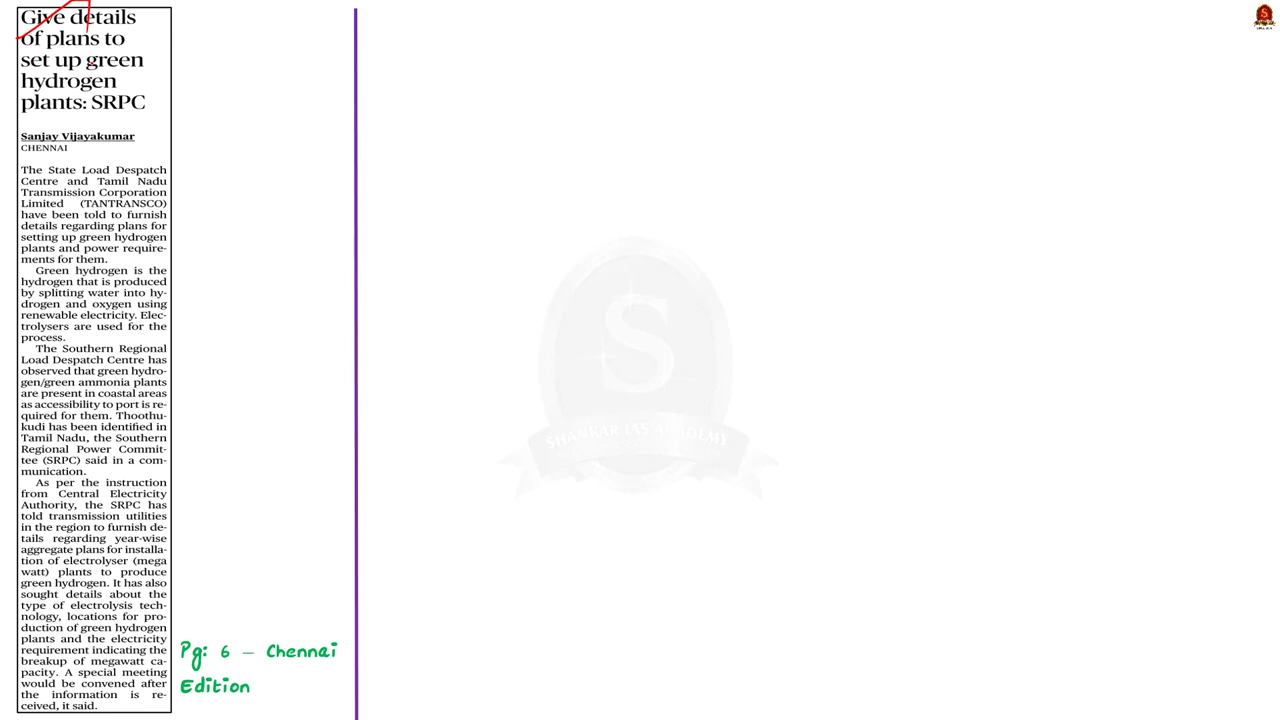 Give details
of plans to
set up green
hydrogen
plants: SRPC
Sanjay Vijayakumar
CHENNAI
The State Load Despatch
Centre and Tamil Nadu
Transmission Corporation
Limited (TANTRANSCO)
have been told to furnish
details regarding plans for
setting up green hydrogen
plants and power require-
ments for them.
Green hydrogen is the
hydrogen that is produced
by splitting water into hy-
drogen and oxygen using
renewable electricity. Elec-
trolysers are used for the
process.
The Southern Regional
Load Despatch Centre has
observed that green hydro-
gen/green ammonia plants
are present in coastal areas
as accessibility to port is re-
quired for them. Thoothu-
kudi has been identified in
Tamil Nadu, the Southern
Regional Power Commit-
tee (SRPC) said in a com-
munication.
As per the instruction
from Central Electricity
Authority, the SRPC has
told transmission utilities
in the region to furnish de-
tails regarding year-wise
aggregate plans for installa-
tion of electrolyser (mega
watt) plants to produce
green hydrogen. It has also
sought details about the
type of electrolysis tech-
nology, locations for pro-
duction of green hydrogen
plants and the electricity
requirement indicating the
breakup of megawatt ca-
pacity. A special meeting
would be convened after
the information is re-
ceived, it said.
Pg: 6 – Chennai
Edition
S
SHANKAR IAS ACADEMY
S